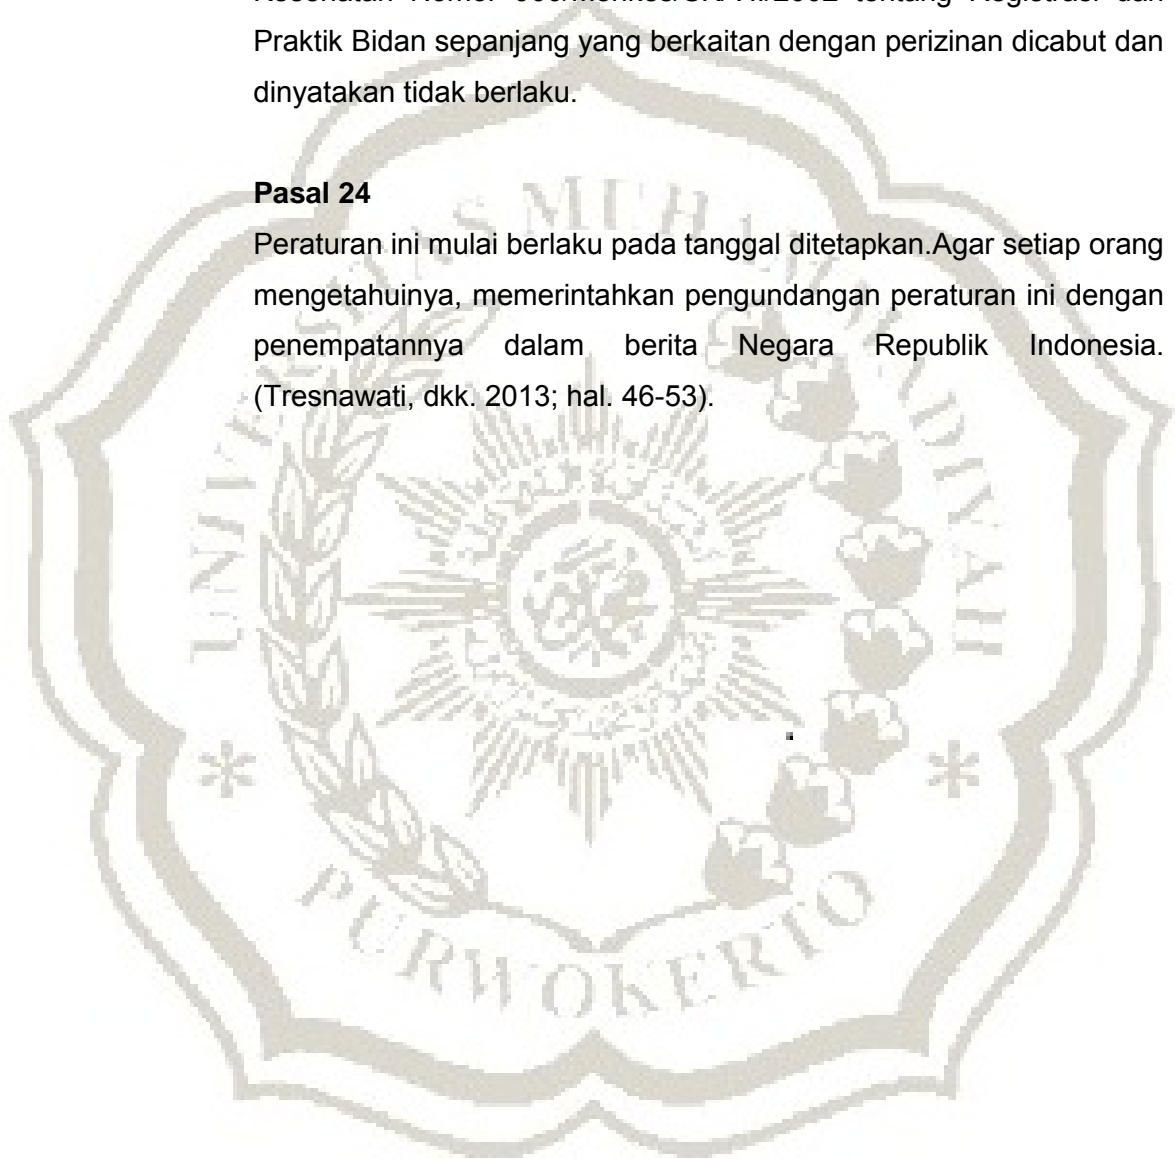 Praktik Bidan sepanjang yang berkaitan dengan perizinan dicabut dan
dinyatakan tidak berlaku.
Pasal 24
Peraturan ini mulai berlaku pada tanggal ditetapkan.Agar setiap orang
mengetahuinya, memerintahkan pengundangan peraturan ini dengan
penempatannya dalam berita Negara Republik Indonesia.
(Tresnawati, dkk. 2013; hal. 46-53).
UNIVERSITAS MUHAMMADIYAH
PURWOKERTO